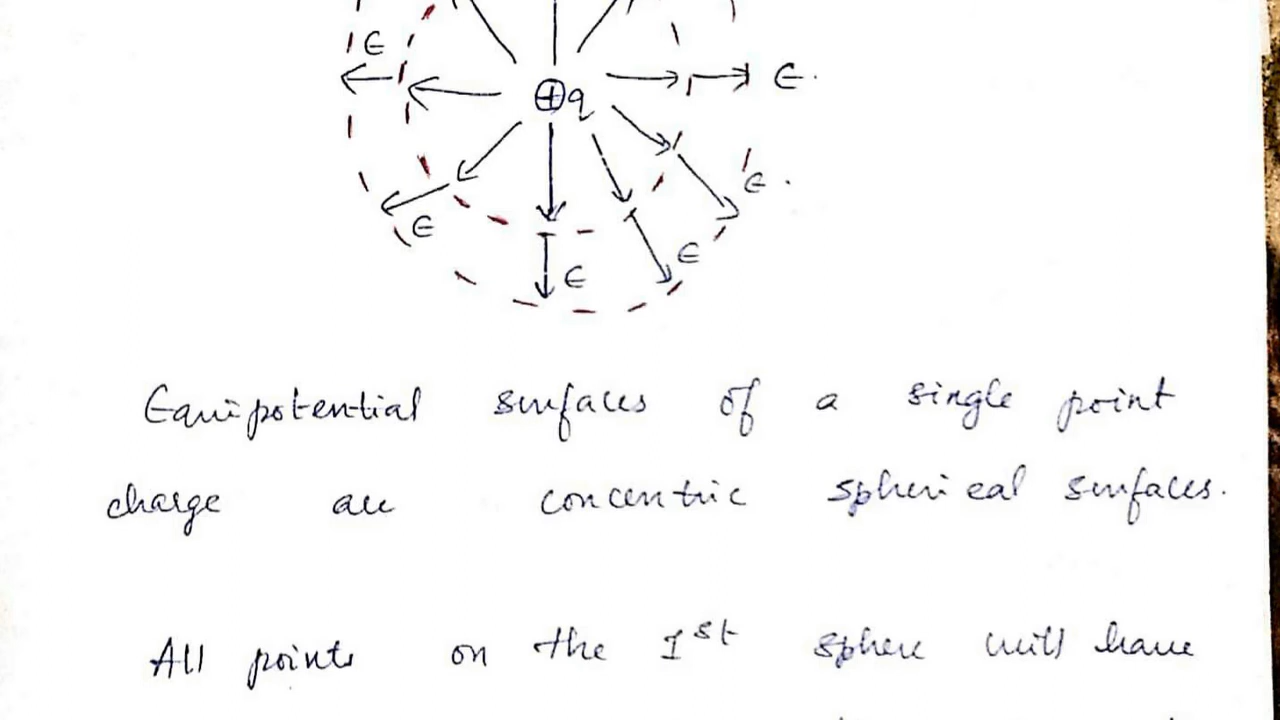 E
E.
⊕q
E.
E
E
E
Equipotential surfaces of a single point
charge are concentric spherical surfaces.
All points on the 1st sphere will have